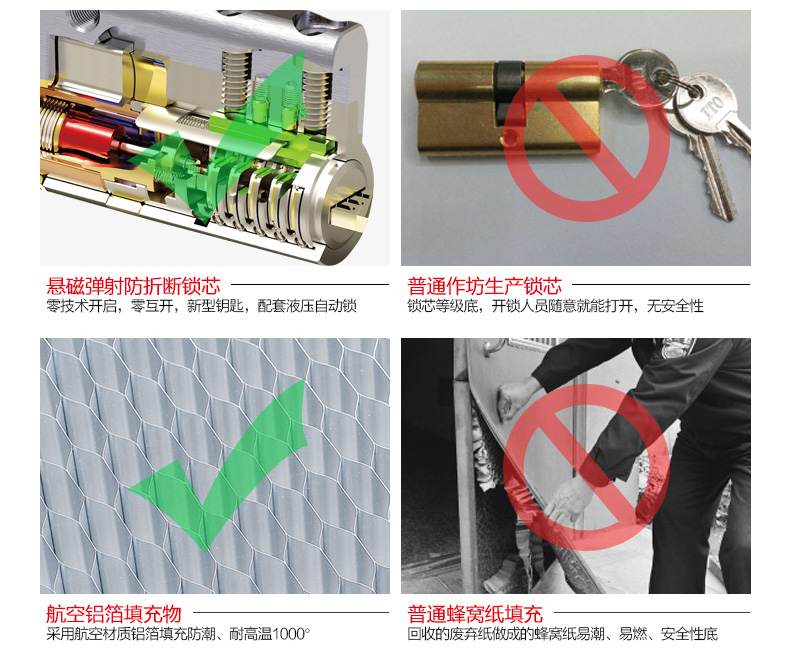 ITO
悬磁弹射防折断锁芯
零技术开启，零互开，新型钥匙，配套液压自动锁
普通作坊生产锁芯
锁芯等级底，开锁人员随意就能打开，无安全性
航空铝箔填充物
采用航空材质铝箔填充防潮、耐高温1000°
普通蜂窝纸填充
回收的废弃纸做成的蜂窝纸易潮、易燃、安全性底